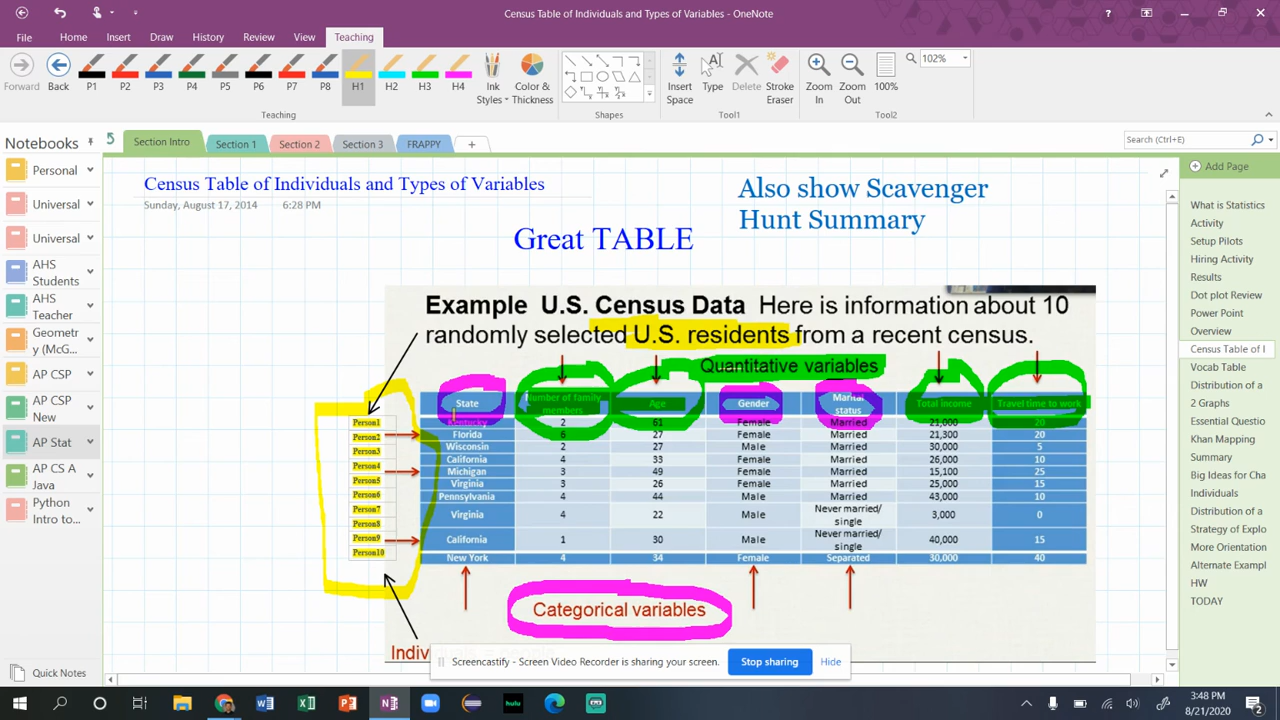 Census Table of Individuals and Types of Variables - OneNote
File Home Insert Draw History Review View Teaching
Forward Back P1 P2 P3 P4 P5 P6 P7 P8 H1 H2 H3 H4 Ink Styles Color & Thickness Insert Space Type Delete Stroke Eraser Zoom In Zoom Out 100% 102%
Teaching Shapes Tool1 Tool2
Notebooks
Section Intro Section 1 Section 2 Section 3 FRAPPY +
Search (Ctrl+E)
Personal
Universal
Universal
AHS Students
AHS Teacher
Geometr y (McG...
AP CSP
AP CSP New
AP Stat
AP CS A Java
Python Intro to...
Quick Notes
Census Table of Individuals and Types of Variables
Sunday, August 17, 2014 6:28 PM
Also show Scavenger
Hunt Summary
Great TABLE
Example U.S. Census Data Here is information about 10
randomly selected U.S. residents from a recent census.
Quantitative variables
State Number of family members Age Gender Marital status Total income Travel time to work
Person1 Kentucky 2 61 Female Married 21,000 20
Person2 Florida 6 27 Female Married 21,300 20
Person3 Wisconsin 2 27 Male Married 30,000 5
Person4 California 4 33 Female Married 26,000 10
Person5 Michigan 3 49 Female Married 15,100 25
Person6 Virginia 3 26 Female Married 25,000 15
Person7 Pennsylvania 4 44 Male Married 43,000 10
Person8 Virginia 4 22 Male Never married/ single 3,000 0
Person9 California 1 30 Male Never married/ single 40,000 15
Person10 New York 4 34 Female Separated 30,000 40
Categorical variables
Screencastify - Screen Video Recorder is sharing your screen. Stop sharing Hide
Add Page
What is Statistics
Activity
Setup Pilots
Hiring Activity
Results
Dot plot Review
Power Point
Overview
Census Table of I
Vocab Table
Distribution of a
2 Graphs
Essential Questio
Khan Mapping
Summary
Big Ideas for Cha
Individuals
Distribution of a
Strategy of Explo
More Orientation
Alternate Exampl
HW
TODAY
hulu
3:48 PM
8/21/2020
2